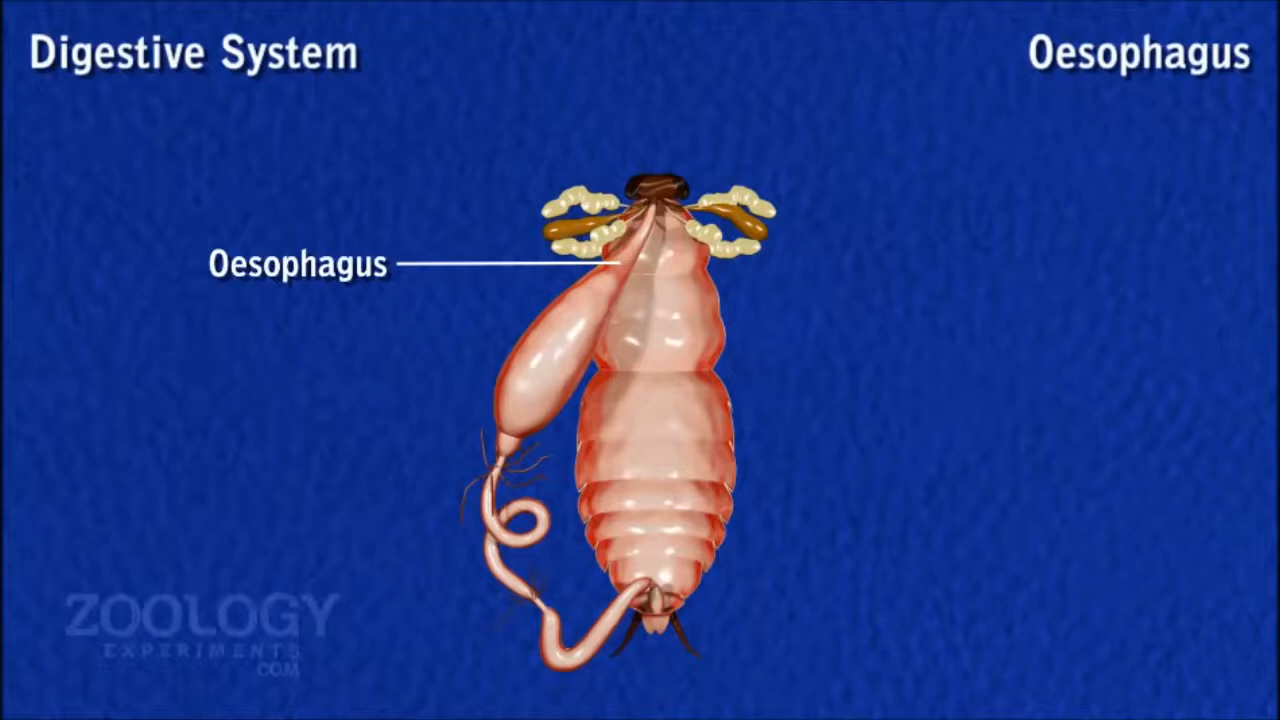 Digestive System
Oesophagus
Oesophagus
ZOOLOGY
EXPERIMENTS
.COM